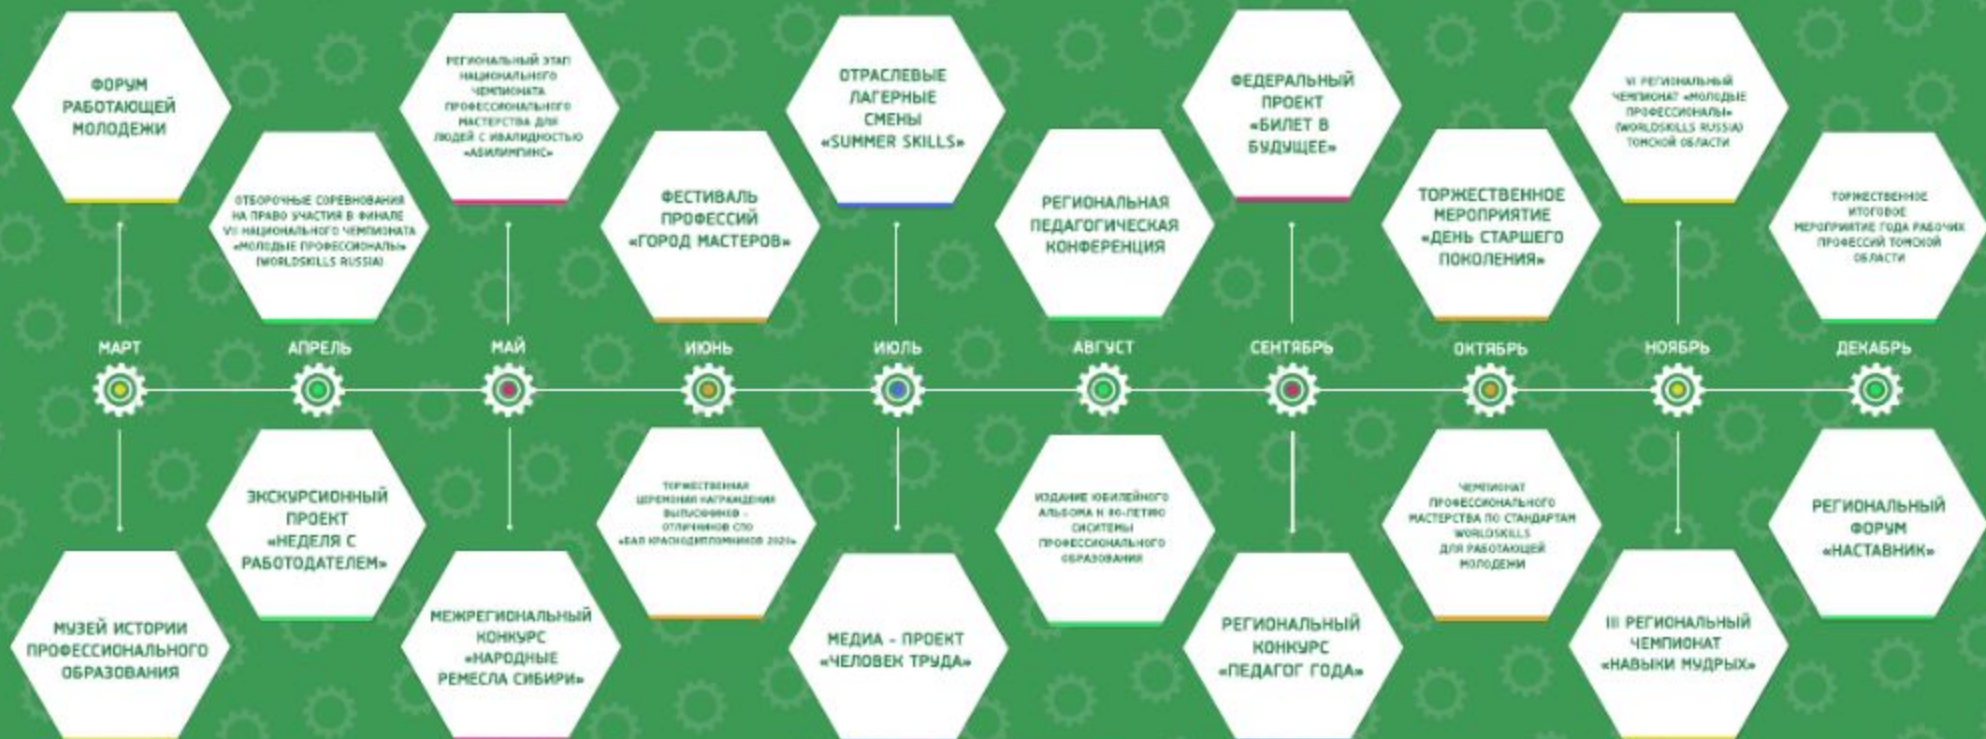 ФОРУМ
РАБОТАЮЩЕЙ
МОЛОДЕЖИ
ОТБОРОЧНЫЕ СОРЕВНОВАНИЯ
НА ПРАВО УЧАСТИЯ В ФИНАЛЕ
VII НАЦИОНАЛЬНОГО ЧЕМПИОНАТА
«МОЛОДЫЕ ПРОФЕССИОНАЛЫ»
(WORLDSKILLS RUSSIA)
РЕГИОНАЛЬНЫЙ ЭТАП
НАЦИОНАЛЬНОГО
ЧЕМПИОНАТА
ПРОФЕССИОНАЛЬНОГО
МАСТЕРСТВА ДЛЯ
ЛЮДЕЙ С ИВАЛИДНОСТЬЮ
«АБИЛИМПИКС»
ФЕСТИВАЛЬ
ПРОФЕССИЙ
«ГОРОД МАСТЕРОВ»
ОТРАСЛЕВЫЕ
ЛАГЕРНЫЕ
СМЕНЫ
«SUMMER SKILLS»
РЕГИОНАЛЬНАЯ
ПЕДАГОГИЧЕСКАЯ
КОНФЕРЕНЦИЯ
ФЕДЕРАЛЬНЫЙ
ПРОЕКТ
«БИЛЕТ В
БУДУЩЕЕ»
ТОРЖЕСТВЕННОЕ
МЕРОПРИЯТИЕ
«ДЕНЬ СТАРШЕГО
ПОКОЛЕНИЯ»
VI РЕГИОНАЛЬНЫЙ
ЧЕМПИОНАТ «МОЛОДЫЕ
ПРОФЕССИОНАЛЫ»
(WORLDSKILLS RUSSIA)
ТОМСКОЙ ОБЛАСТИ
ТОРЖЕСТВЕННОЕ
ИТОГОВОЕ
МЕРОПРИЯТИЕ ГОДА РАБОЧИХ
ПРОФЕССИЙ ТОМСКОЙ
ОБЛАСТИ
МАРТ
АПРЕЛЬ
МАЙ
ИЮНЬ
ИЮЛЬ
АВГУСТ
СЕНТЯБРЬ
ОКТЯБРЬ
НОЯБРЬ
ДЕКАБРЬ
МУЗЕЙ ИСТОРИИ
ПРОФЕССИОНАЛЬНОГО
ОБРАЗОВАНИЯ
ЭКСКУРСИОННЫЙ
ПРОЕКТ
«НЕДЕЛЯ С
РАБОТОДАТЕЛЕМ»
МЕЖРЕГИОНАЛЬНЫЙ
КОНКУРС
«НАРОДНЫЕ
РЕМЕСЛА СИБИРИ»
ТОРЖЕСТВЕННАЯ
ЦЕРЕМОНИЯ НАГРАЖДЕНИЯ
ВЫПУСКНИКОВ -
ОТЛИЧНИКОВ СПО
«БАЛ КРАСНОДИПЛОМНИКОВ 2020»
МЕДИА - ПРОЕКТ
«ЧЕЛОВЕК ТРУДА»
ИЗДАНИЕ ЮБИЛЕЙНОГО
АЛЬБОМА К 80-ЛЕТИЮ
СИСИТЕМЫ
ПРОФЕССИОНАЛЬНОГО
ОБРАЗОВАНИЯ
РЕГИОНАЛЬНЫЙ
КОНКУРС
«ПЕДАГОГ ГОДА»
ЧЕМПИОНАТ
ПРОФЕССИОНАЛЬНОГО
МАСТЕРСТВА ПО СТАНДАРТАМ
WORLDSKILLS
ДЛЯ РАБОТАЮЩЕЙ
МОЛОДЕЖИ
III РЕГИОНАЛЬНЫЙ
ЧЕМПИОНАТ
«НАВЫКИ МУДРЫХ»
РЕГИОНАЛЬНЫЙ
ФОРУМ
«НАСТАВНИК»